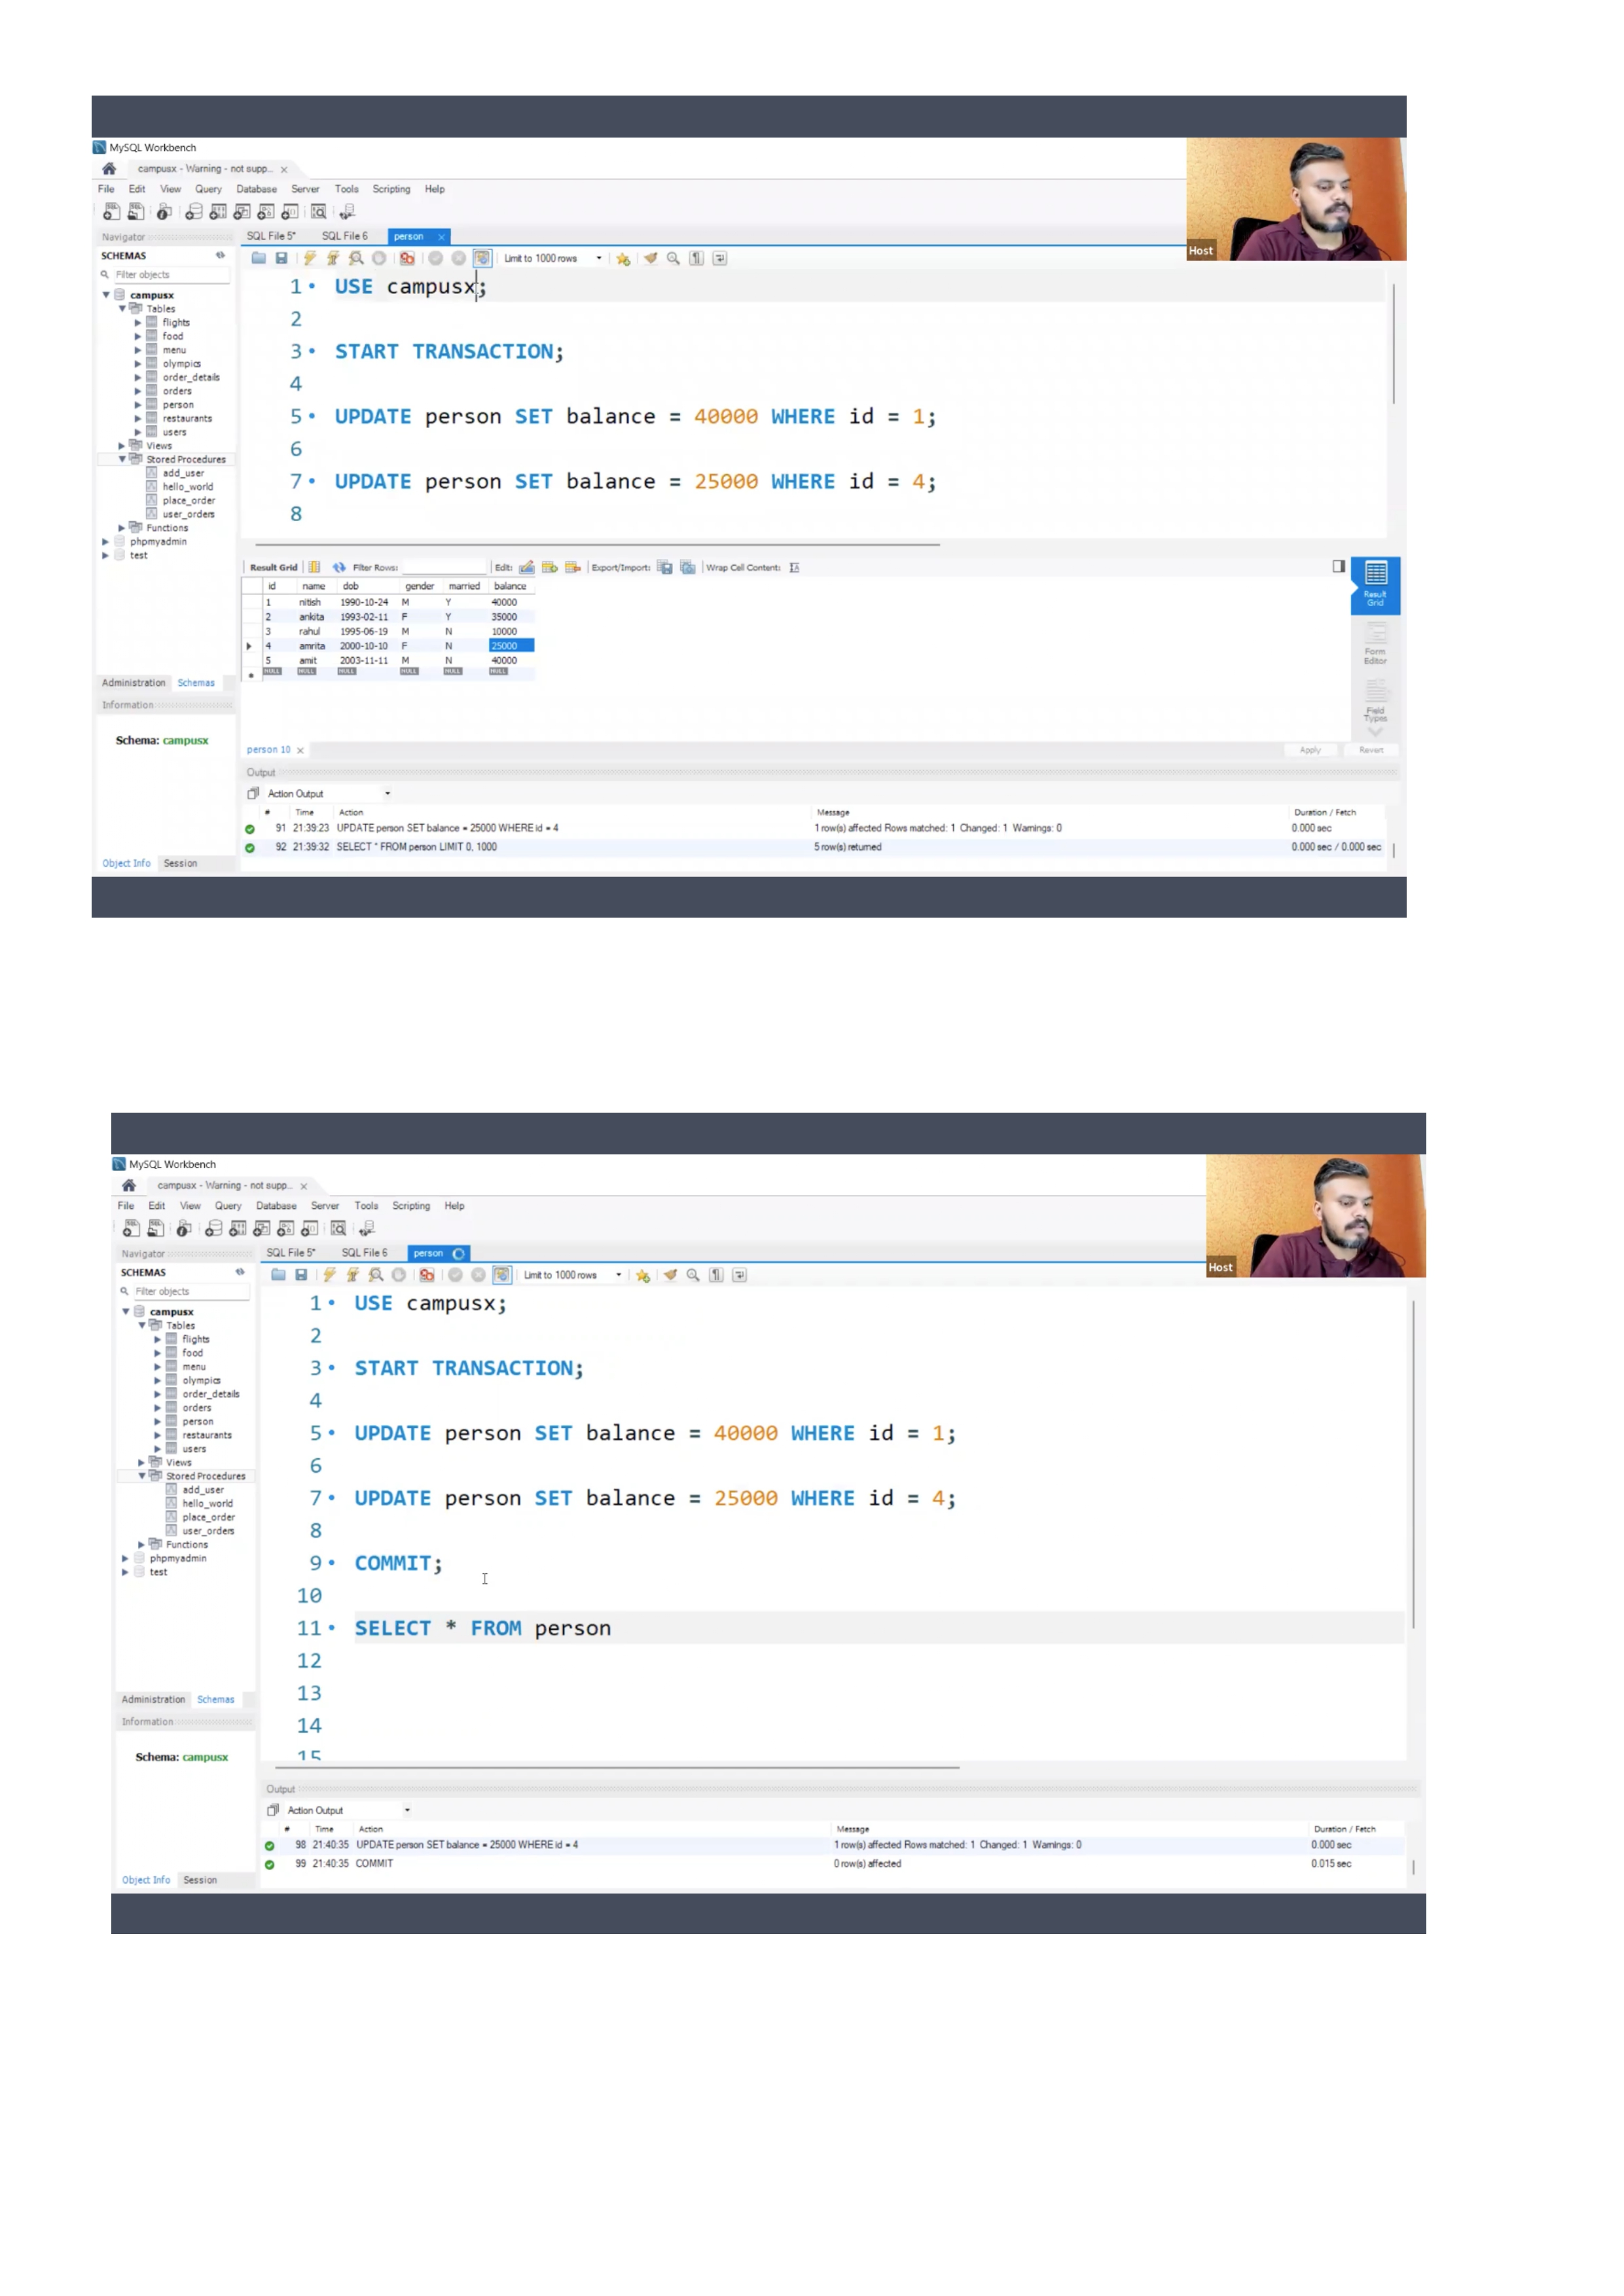 MySQL Workbench
campusx - Warning - not supp...
File Edit View Query Database Server Tools Scripting Help
Host
Navigator
SQL File 5* SQL File 6 person
SCHEMAS
Limit to 1000 rows
Filter objects
campusx
Tables
flights
food
menu
olympics
order_details
orders
person
restaurants
users
Views
Stored Procedures
add_user
hello_world
place_order
user_orders
Functions
phpmyadmin
test
1 USE campusx;
2
3 START TRANSACTION;
4
5 UPDATE person SET balance = 40000 WHERE id = 1;
6
7 UPDATE person SET balance = 25000 WHERE id = 4;
8
Result Grid Filter Rows: Edit: Export/Import: Wrap Cell Content:
id name dob gender married balance
1 nitish 1990-10-24 M Y 40000
2 ankita 1993-02-11 F Y 35000
3 rahul 1995-06-19 M N 10000
4 amrita 2000-10-10 F N 25000
5 amit 2003-11-11 M N 40000
NULL NULL NULL NULL NULL NULL
Result Grid
Form Editor
Field Types
Administration Schemas
Information
Schema: campusx
person 10 Apply Revert
Output
Action Output
# Time Action Message Duration / Fetch
91 21:39:23 UPDATE person SET balance = 25000 WHERE id = 4 1 row(s) affected Rows matched: 1 Changed: 1 Warnings: 0 0.000 sec
92 21:39:32 SELECT * FROM person LIMIT 0, 1000 5 row(s) returned 0.000 sec / 0.000 sec
Object Info Session
MySQL Workbench
campusx - Warning - not supp...
File Edit View Query Database Server Tools Scripting Help
Host
Navigator
SQL File 5* SQL File 6 person
SCHEMAS
Limit to 1000 rows
Filter objects
campusx
Tables
flights
food
menu
olympics
order_details
orders
person
restaurants
users
Views
Stored Procedures
add_user
hello_world
place_order
user_orders
Functions
phpmyadmin
test
1 USE campusx;
2
3 START TRANSACTION;
4
5 UPDATE person SET balance = 40000 WHERE id = 1;
6
7 UPDATE person SET balance = 25000 WHERE id = 4;
8
9 COMMIT;
10
11 SELECT * FROM person
12
13
14
15
Administration Schemas
Information
Schema: campusx
Output
Action Output
# Time Action Message Duration / Fetch
98 21:40:35 UPDATE person SET balance = 25000 WHERE id = 4 1 row(s) affected Rows matched: 1 Changed: 1 Warnings: 0 0.000 sec
99 21:40:35 COMMIT 0 row(s) affected 0.015 sec
Object Info Session